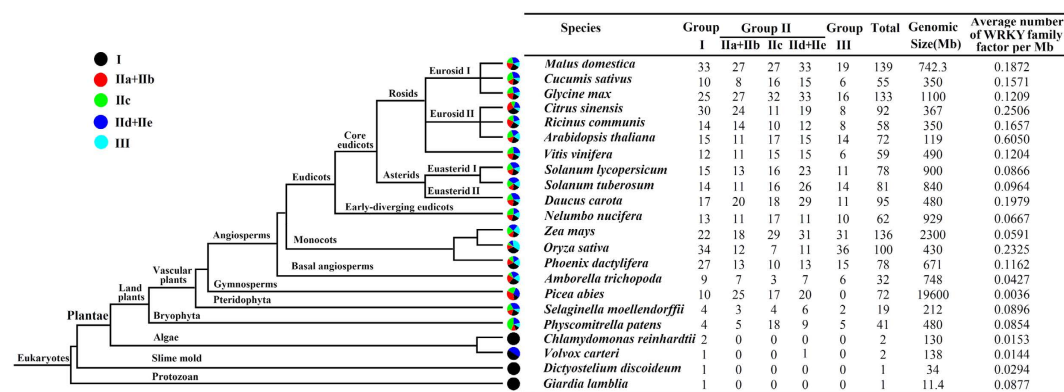 I
IIa+IIb
IIc
IId+IIe
III
Eukaryotes
Plantae
Land
plants
Vascular
plants
Angiosperms
Eudicots
Core
eudicots
Rosids
Eurosid I
Eurosid II
Asterids
Euasterid I
Euasterid II
Early-diverging eudicots
Monocots
Basal angiosperms
Gymnosperms
Pteridophyta
Bryophyta
Algae
Slime mold
Protozoan
Species Group Group II Group Total Genomic Average number
I IIa+IIb IIc IId+IIe III Size(Mb) of WRKY family
factor per Mb
Malus domestica 33 27 27 33 19 139 742.3 0.1872
Cucumis sativus 10 8 16 15 6 55 350 0.1571
Glycine max 25 27 32 33 16 133 1100 0.1209
Citrus sinensis 30 24 11 19 8 92 367 0.2506
Ricinus communis 14 14 10 12 8 58 350 0.1657
Arabidopsis thaliana 15 11 17 15 14 72 119 0.6050
Vitis vinifera 12 11 15 15 6 59 490 0.1204
Solanum lycopersicum 15 13 16 23 11 78 900 0.0866
Solanum tuberosum 14 11 16 26 14 81 840 0.0964
Daucus carota 17 20 18 29 11 95 480 0.1979
Nelumbo nucifera 13 11 17 11 10 62 929 0.0667
Zea mays 22 18 29 31 31 136 2300 0.0591
Oryza sativa 34 12 7 11 36 100 430 0.2325
Phoenix dactylifera 27 13 10 13 15 78 671 0.1162
Amborella trichopoda 9 7 3 7 6 32 748 0.0427
Picea abies 10 25 17 20 0 72 19600 0.0036
Selaginella moellendorffii 4 3 4 6 2 19 212 0.0896
Physcomitrella patens 4 5 18 9 5 41 480 0.0854
Chlamydomonas reinhardtii 2 0 0 0 0 2 130 0.0153
Volvox carteri 1 0 0 1 0 2 138 0.0144
Dictyostelium discoideum 1 0 0 0 0 1 34 0.0294
Giardia lamblia 1 0 0 0 0 1 11.4 0.0877